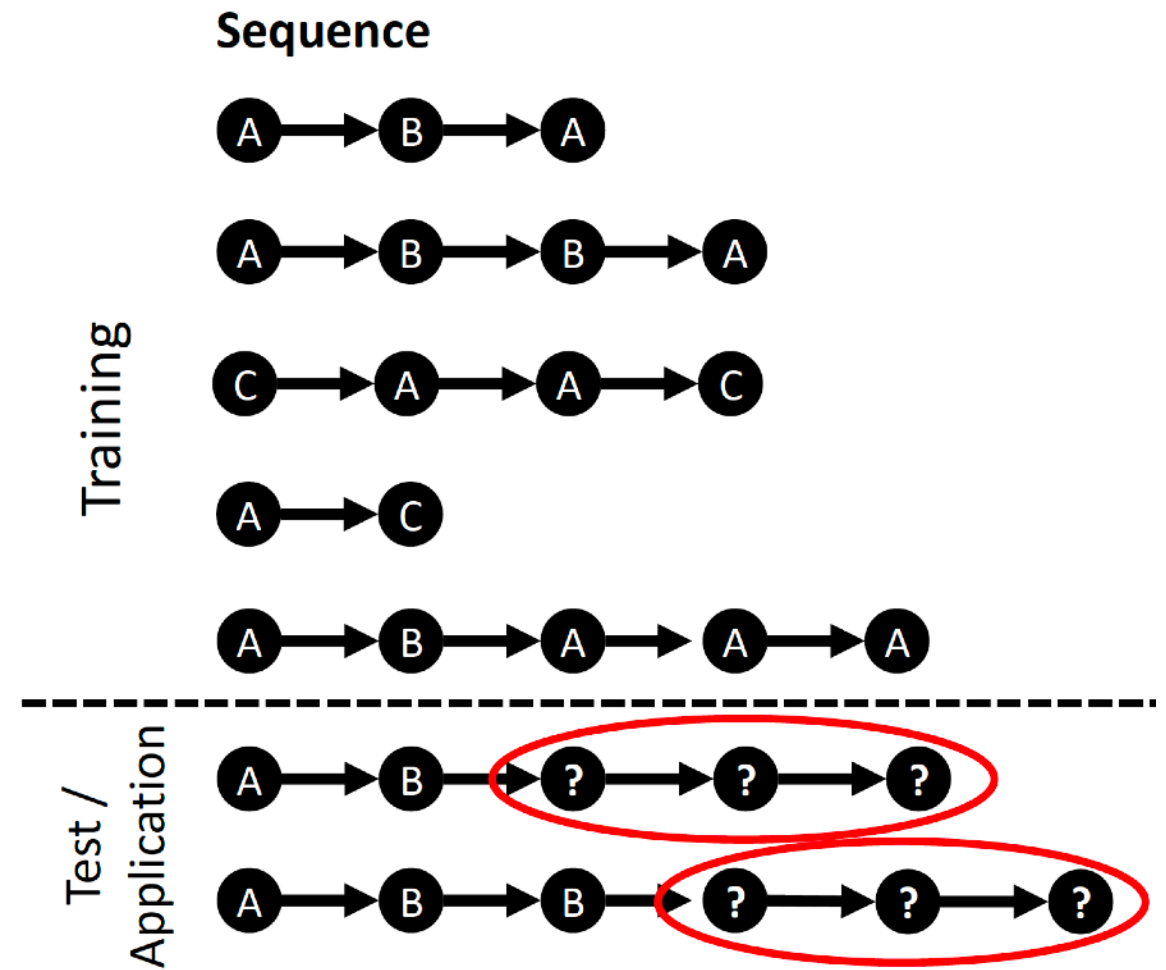 Sequence
A B A
A B B A
Training
C A A C
A C
A B A A A
Test /
Application
A B ? ? ?
A B B ? ? ?